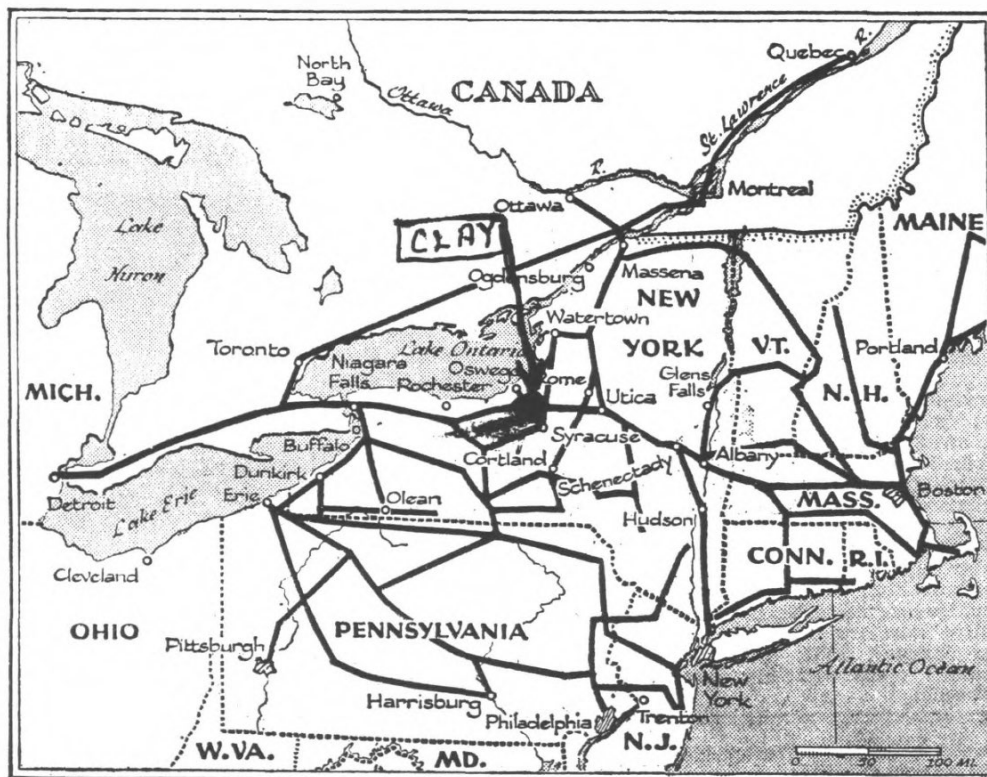 Quebec
North Bay
CANADA
Ottawa R.
St. Lawrence R.
Montreal
Ottawa
MAINE
CLAY
Lake Huron
Ogdensburg
Massena
NEW YORK
Watertown
Toronto
Lake Ontario
Niagara Falls
Oswego
Rome
VT.
Portland
Rochester
Glens Falls
N. H.
MICH.
Utica
Buffalo
Syracuse
Albany
Dunkirk
Cortland
Schenectady
Boston
Detroit
Lake Erie
Erie
Olean
MASS.
Hudson
Cleveland
CONN.
R.I.
OHIO
PENNSYLVANIA
Pittsburgh
Atlantic Ocean
New York
Harrisburg
Philadelphia
Trenton
N.J.
W.VA.
MD.
0 50 100 MI.